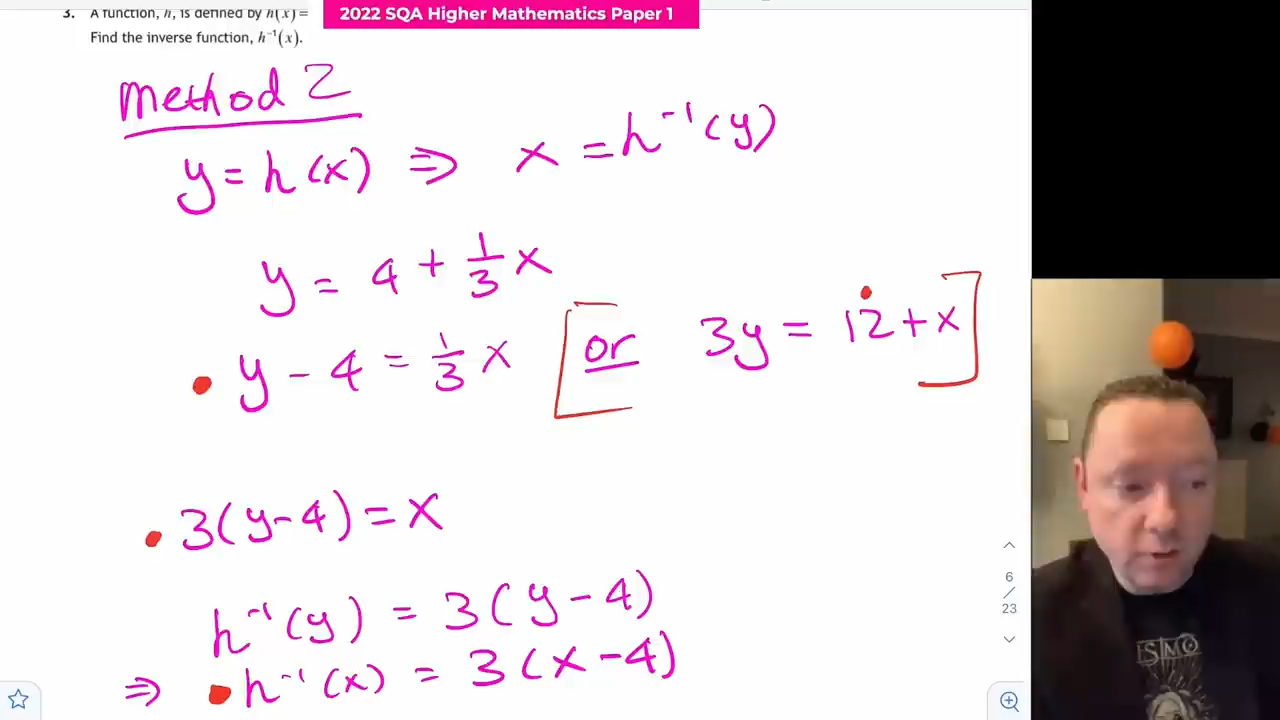 2022 SQA Higher Mathematics Paper 1
3. A function, h, is defined by h(x) =
Find the inverse function, h⁻¹(x).
Method 2
y = h(x) ⇒ x = h⁻¹(y)
y = 4 + 1/3 x
y - 4 = 1/3 x [or 3y = 12 + x]
3(y-4) = x
h⁻¹(y) = 3(y-4)
⇒ h⁻¹(x) = 3(x-4)
6
/
23